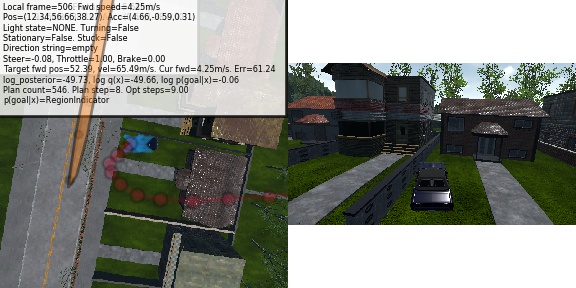 Local frame=506. Fwd speed=4.25m/s
Pos=(12.34,56.66,38.27). Acc=(4.66,-0.59,0.31)
Light state=NONE. Turning=False
Stationary=False. Stuck=False
Direction string=empty
Steer=-0.08, Throttle=1.00, Brake=0.00
Target fwd pos=52.39, vel=65.49m/s. Cur fwd=4.25m/s. Err=61.24
log_posterior=-49.73, log q(x)=-49.66, log p(goal|x)=-0.06
Plan count=546. Plan step=8. Opt steps=9.00
p(goal|x)=RegionIndicator